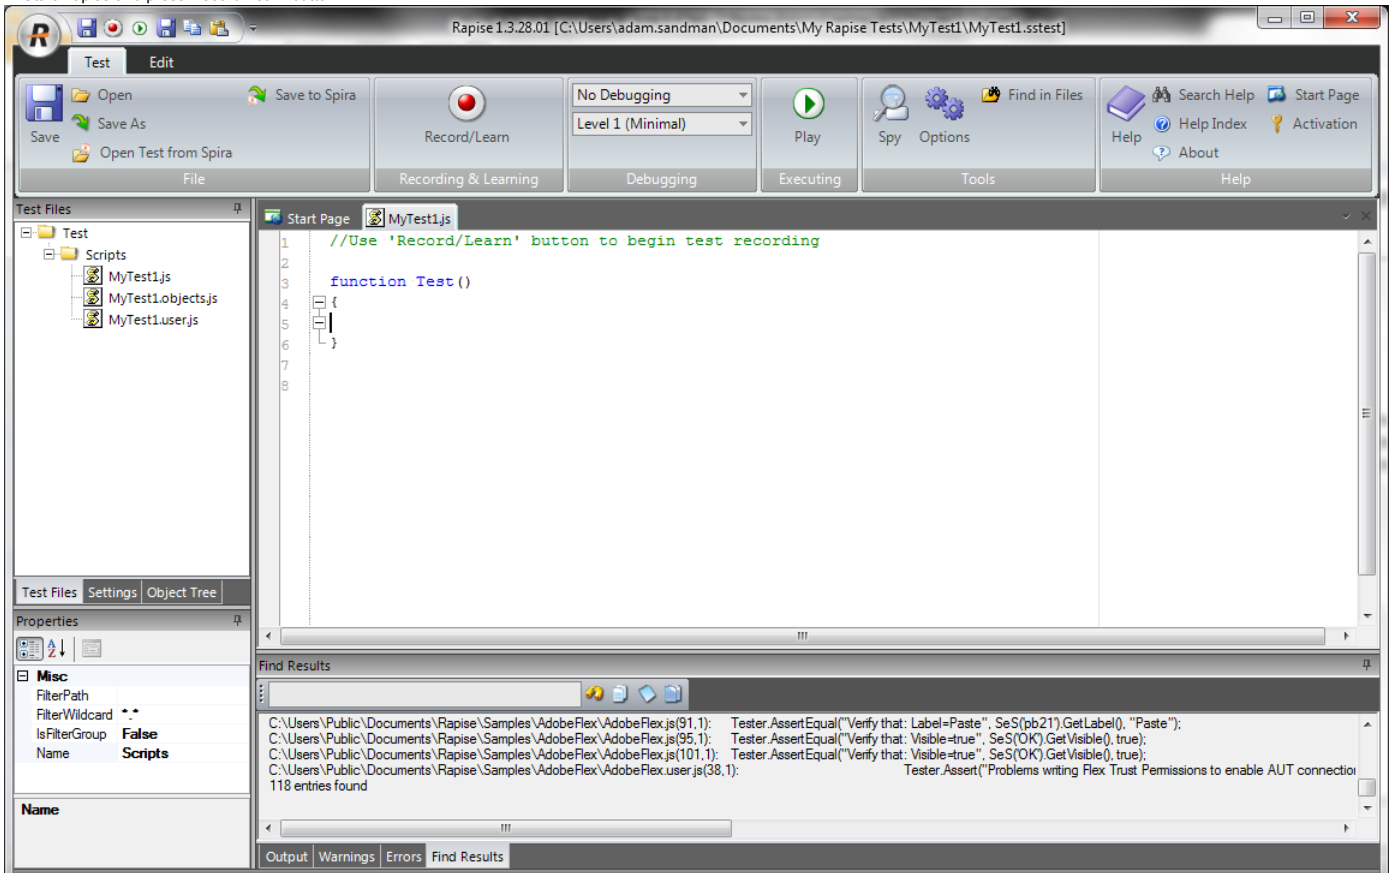 Rapise 1.3.28.01 [C:\Users\adam.sandman\Documents\My Rapise Tests\MyTest1\MyTest1.sstest]
Test Edit
Save
Open
Save As
Open Test from Spira
Save to Spira
File
Record/Learn
Recording & Learning
No Debugging
Level 1 (Minimal)
Debugging
Play
Executing
Spy
Options
Find in Files
Tools
Help
Search Help
Help Index
About
Start Page
Activation
Help
Test Files
Test
Scripts
MyTest1.js
MyTest1.objects.js
MyTest1.user.js
Test Files Settings Object Tree
Start Page MyTest1.js
1 //Use 'Record/Learn' button to begin test recording
2
3 function Test()
4 {
5
6 }
7
8
Properties
Misc
FilterPath
FilterWildcard *.*
IsFilterGroup False
Name Scripts
Name
Find Results
C:\Users\Public\Documents\Rapise\Samples\AdobeFlex\AdobeFlex.js(91,1): Tester.AssertEqual("Verify that: Label=Paste", SeS('pb21').GetLabel(), "Paste");
C:\Users\Public\Documents\Rapise\Samples\AdobeFlex\AdobeFlex.js(95,1): Tester.AssertEqual("Verify that: Visible=true", SeS('OK').GetVisible(), true);
C:\Users\Public\Documents\Rapise\Samples\AdobeFlex\AdobeFlex.js(101,1): Tester.AssertEqual("Verify that: Visible=true", SeS('OK').GetVisible(), true);
C:\Users\Public\Documents\Rapise\Samples\AdobeFlex\AdobeFlex.user.js(38,1): Tester.Assert("Problems writing Flex Trust Permissions to enable AUT connection
118 entries found
Output Warnings Errors Find Results